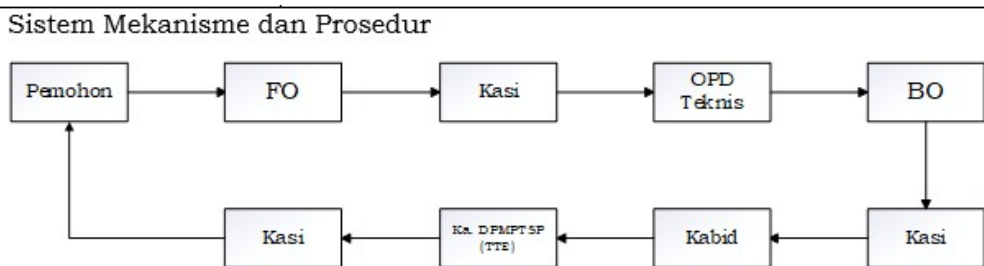 Sistem Mekanisme dan Prosedur
Pemohon
FO
Kasi
OPD
Teknis
BO
Kasi
Ka. DPMPTSP
(TTE)
Kabid
Kasi